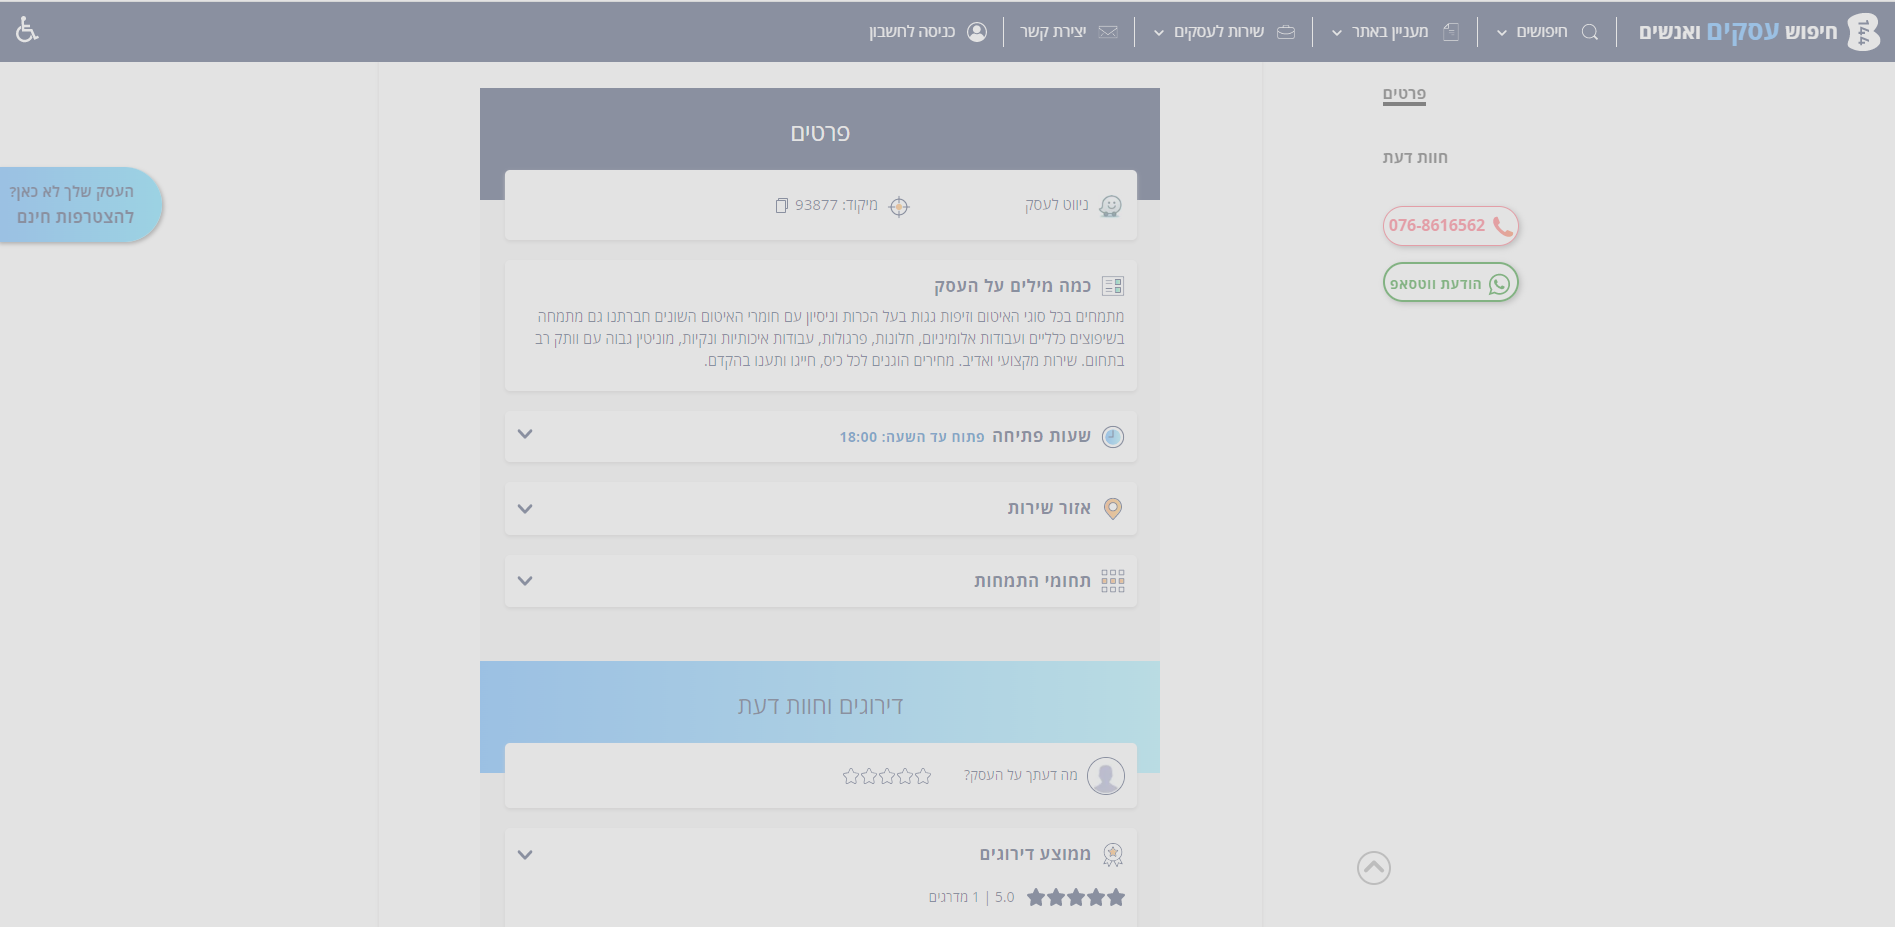 144 חיפוש עסקים ואנשים
חיפושים
מעניין באתר
שירות לעסקים
יצירת קשר
כניסה לחשבון
פרטים
חוות דעת
076-8616562
הודעת ווטסאפ
פרטים
ניווט לעסק
מיקוד: 93877
כמה מילים על העסק
מתמחים בכל סוגי האיטום וזיפות גגות בעל הכרות וניסיון עם חומרי האיטום השונים חברתנו גם מתמחה
בשיפוצים כלליים ועבודות אלומיניום, חלונות, פרגולות, עבודות איכותיות ונקיות, מוניטין גבוה עם וותק רב
בתחום. שירות מקצועי ואדיב. מחירים הוגנים לכל כיס, חייגו ותענו בהקדם.
שעות פתיחה פתוח עד השעה: 18:00
אזור שירות
תחומי התמחות
דירוגים וחוות דעת
מה דעתך על העסק?
ממוצע דירוגים
5.0 | 1 מדרגים
העסק שלך לא כאן?
להצטרפות חינם